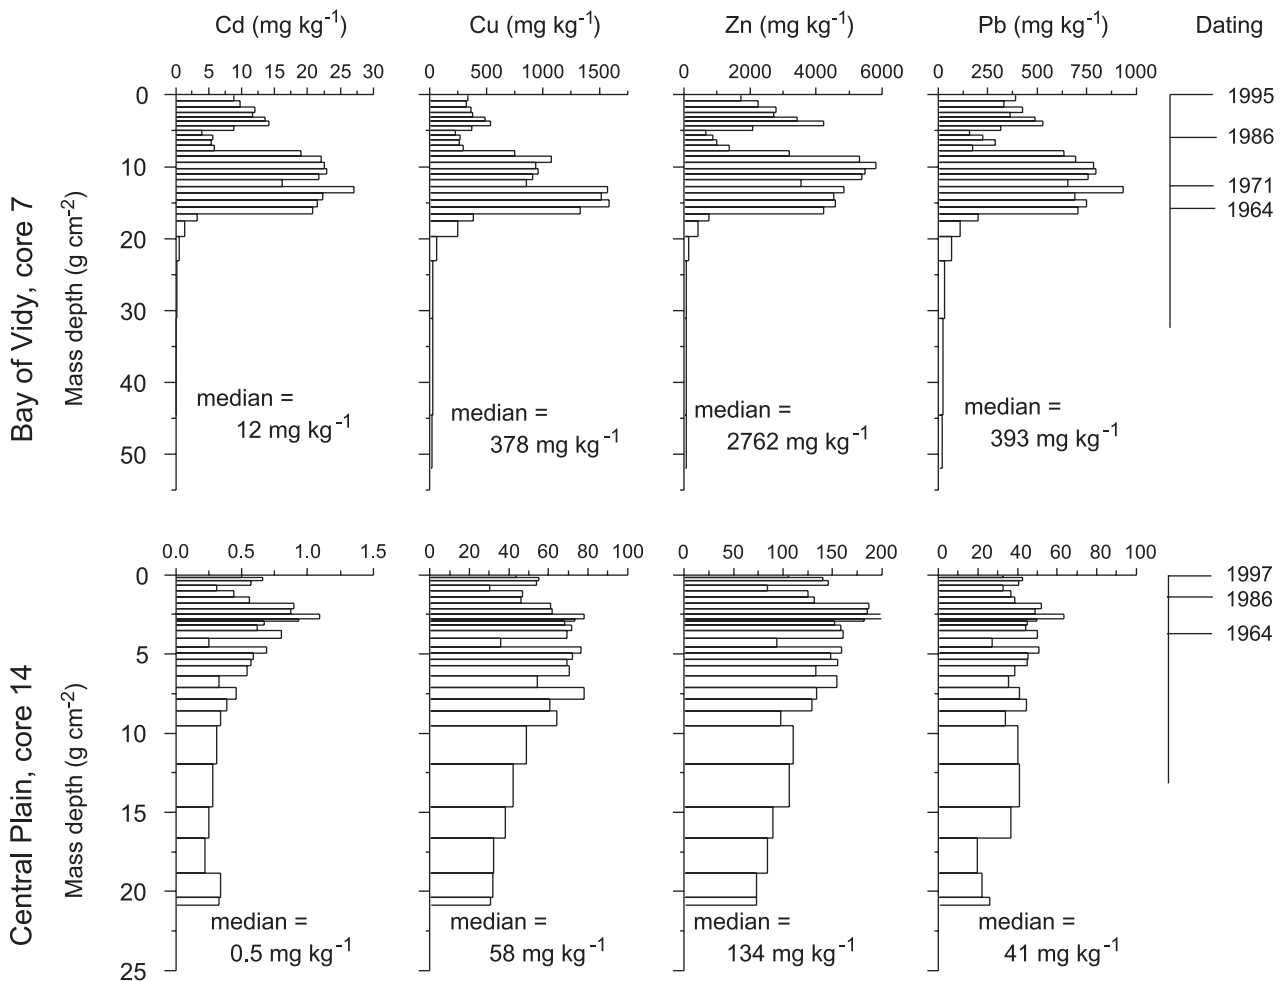 Cd (mg kg-1) Cu (mg kg-1) Zn (mg kg-1) Pb (mg kg-1) Dating
0 5 10 15 20 25 30 0 500 1000 1500 0 2000 4000 6000 0 250 500 750 1000
Bay of Vidy, core 7
Mass depth (g cm-2)
0
10
20
30
40
50
1995
1986
1971
1964
median =
12 mg kg-1
median =
378 mg kg-1
median =
2762 mg kg-1
median =
393 mg kg-1
0.0 0.5 1.0 1.5 0 20 40 60 80 100 0 50 100 150 200 0 20 40 60 80 100
Central Plain, core 14
Mass depth (g cm-2)
0
5
10
15
20
25
1997
1986
1964
median =
0.5 mg kg-1
median =
58 mg kg-1
median =
134 mg kg-1
median =
41 mg kg-1